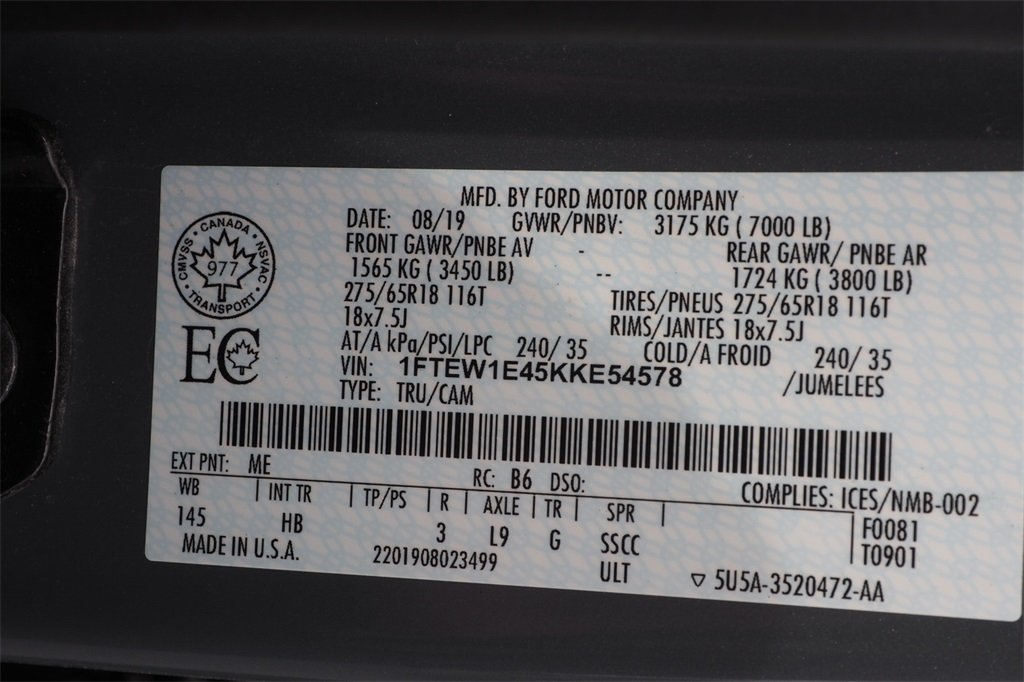 MFD. BY FORD MOTOR COMPANY
DATE: 08/19 GVWR/PNBV: 3175 KG ( 7000 LB)
FRONT GAWR/PNBE AV - REAR GAWR/ PNBE AR
1565 KG ( 3450 LB) -- 1724 KG ( 3800 LB)
275/65R18 116T TIRES/PNEUS 275/65R18 116T
18x7.5J RIMS/JANTES 18x7.5J
AT/A kPa/PSI/LPC 240/ 35 COLD/A FROID 240/ 35
VIN: 1FTEW1E45KKE54578 /JUMELEES
TYPE: TRU/CAM
CANADA
CMVSS · NSVAC
977
TRANSPORT
EC
EXT PNT: ME RC: B6 DSO: COMPLIES: ICES/NMB-002
WB | INT TR | TP/PS | R | AXLE | TR | SPR | F0081
145 HB 3 L9 G SSCC T0901
MADE IN U.S.A. 2201908023499 ULT ▽ 5U5A-3520472-AA